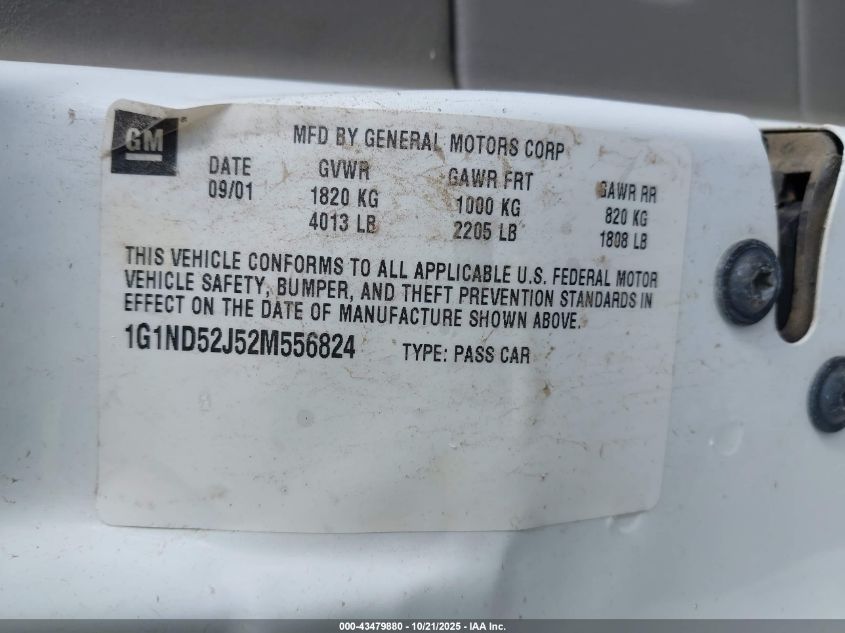 GM
MFD BY GENERAL MOTORS CORP
DATE GVWR GAWR FRT GAWR RR
09/01 1820 KG 1000 KG 820 KG
4013 LB 2205 LB 1808 LB
THIS VEHICLE CONFORMS TO ALL APPLICABLE U.S. FEDERAL MOTOR
VEHICLE SAFETY, BUMPER, AND THEFT PREVENTION STANDARDS IN
EFFECT ON THE DATE OF MANUFACTURE SHOWN ABOVE.
1G1ND52J52M556824 TYPE: PASS CAR
000-43479880 - 10/21/2025 - IAA Inc.